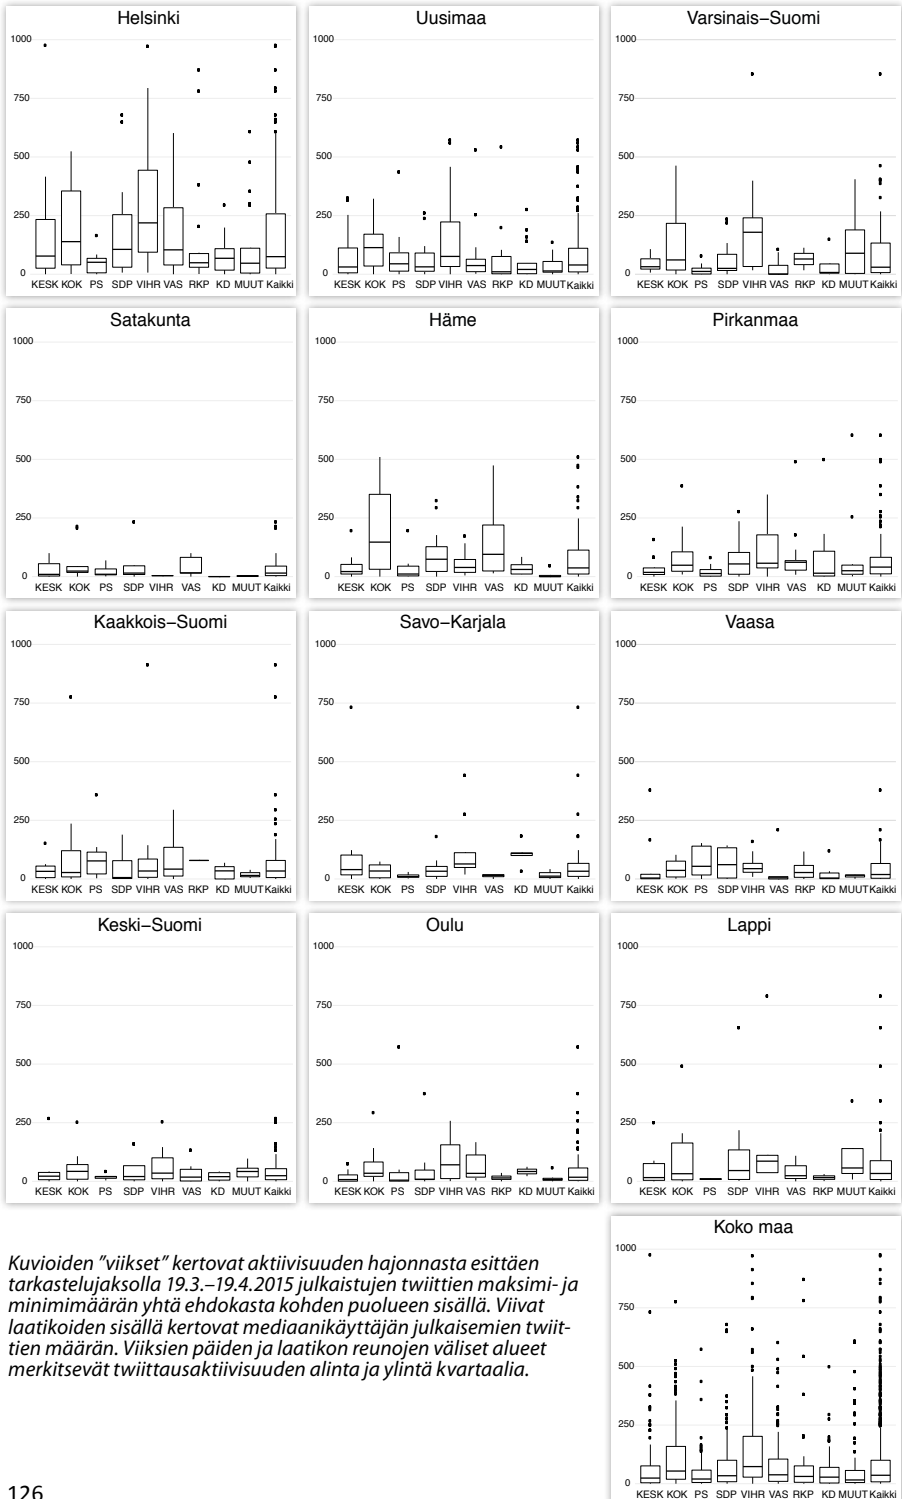 Helsinki
1000
750
500
250
0
KESK KOK PS SDP VIHR VAS RKP KD MUUT Kaikki
Uusimaa
1000
750
500
250
0
KESK KOK PS SDP VIHR VAS RKP KD MUUT Kaikki
Varsinais–Suomi
1000
750
500
250
0
KESK KOK PS SDP VIHR VAS RKP KD MUUT Kaikki
Satakunta
1000
750
500
250
0
KESK KOK PS SDP VIHR VAS KD MUUT Kaikki
Häme
1000
750
500
250
0
KESK KOK PS SDP VIHR VAS KD MUUT Kaikki
Pirkanmaa
1000
750
500
250
0
KESK KOK PS SDP VIHR VAS KD MUUT Kaikki
Kaakkois–Suomi
1000
750
500
250
0
KESK KOK PS SDP VIHR VAS RKP KD MUUT Kaikki
Savo–Karjala
1000
750
500
250
0
KESK KOK PS SDP VIHR VAS KD MUUT Kaikki
Vaasa
1000
750
500
250
0
KESK KOK PS SDP VIHR VAS RKP KD MUUT Kaikki
Keski–Suomi
1000
750
500
250
0
KESK KOK PS SDP VIHR VAS KD MUUT Kaikki
Oulu
1000
750
500
250
0
KESK KOK PS SDP VIHR VAS RKP KD MUUT Kaikki
Lappi
1000
750
500
250
0
KESK KOK PS SDP VIHR VAS RKP MUUT Kaikki
Koko maa
1000
750
500
250
0
KESK KOK PS SDP VIHR VAS RKP KD MUUT Kaikki
Kuvioiden ”viikset” kertovat aktiivisuuden hajonnasta esittäen
tarkastelujaksolla 19.3.–19.4.2015 julkaistujen twiittien maksimi- ja
minimimäärän yhtä ehdokasta kohden puolueen sisällä. Viivat
laatikoiden sisällä kertovat mediaanikäyttäjän julkaisemien twiit-
tien määrän. Viiksien päiden ja laatikon reunojen väliset alueet
merkitsevät twiittausaktiivisuuden alinta ja ylintä kvartaalia.
126